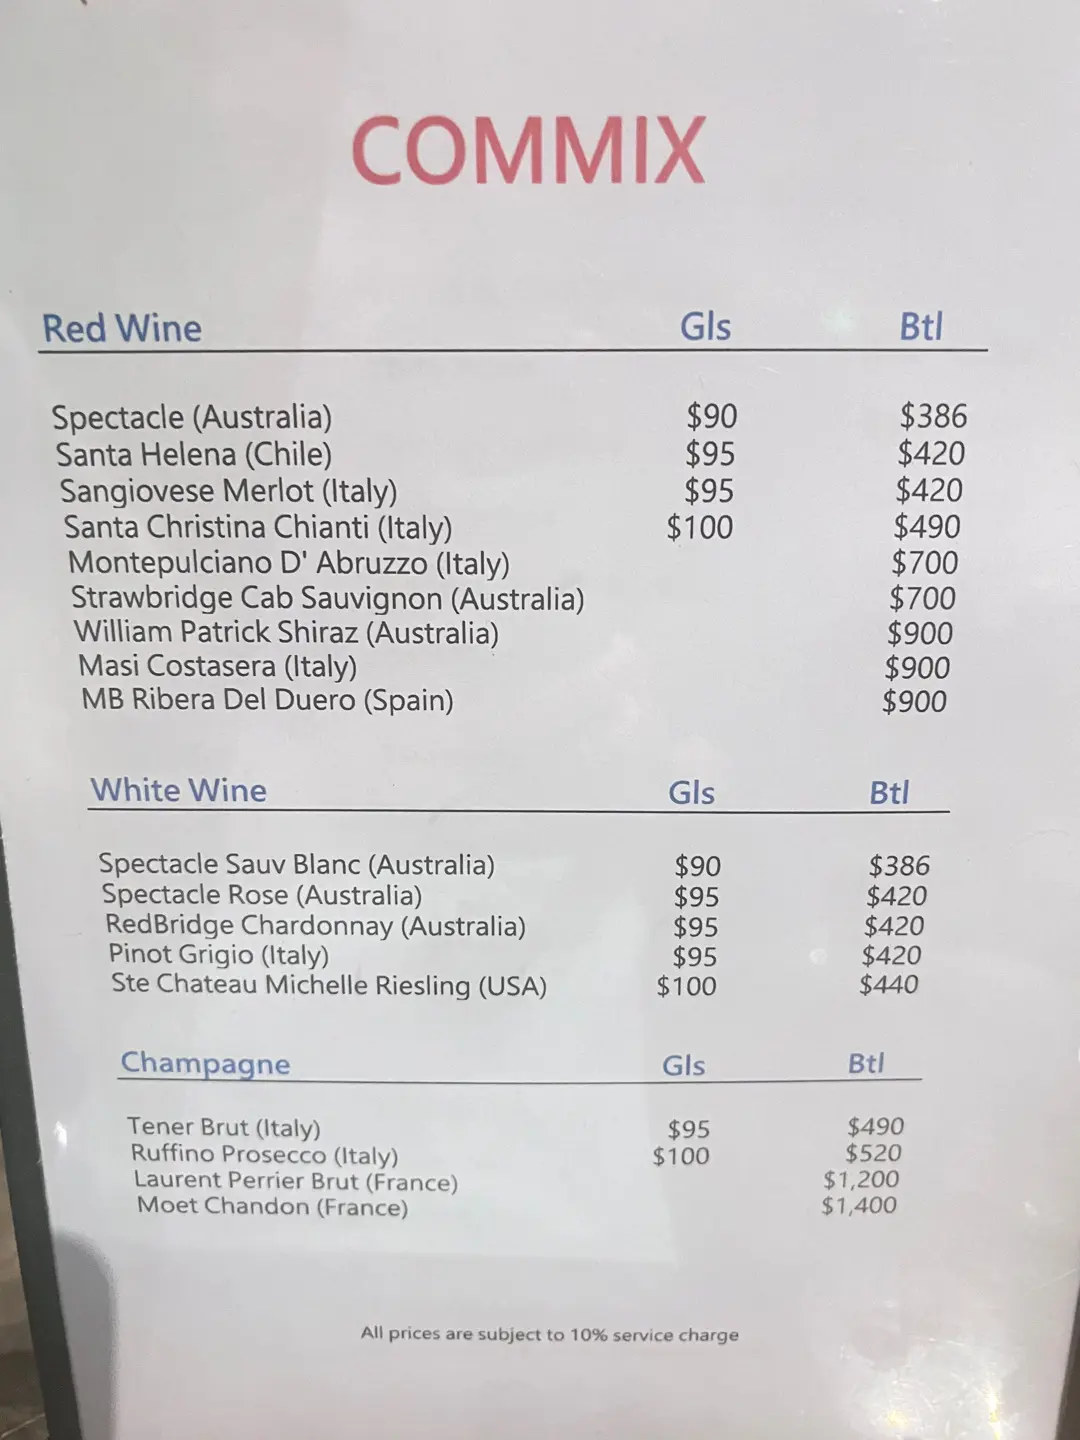 COMMIX
Red Wine Gls Btl
Spectacle (Australia) $90 $386
Santa Helena (Chile) $95 $420
Sangiovese Merlot (Italy) $95 $420
Santa Christina Chianti (Italy) $100 $490
Montepulciano D' Abruzzo (Italy) $700
Strawbridge Cab Sauvignon (Australia) $700
William Patrick Shiraz (Australia) $900
Masi Costasera (Italy) $900
MB Ribera Del Duero (Spain) $900
White Wine Gls Btl
Spectacle Sauv Blanc (Australia) $90 $386
Spectacle Rose (Australia) $95 $420
RedBridge Chardonnay (Australia) $95 $420
Pinot Grigio (Italy) $95 $420
Ste Chateau Michelle Riesling (USA) $100 $440
Champagne Gls Btl
Tener Brut (Italy) $95 $490
Ruffino Prosecco (Italy) $100 $520
Laurent Perrier Brut (France) $1,200
Moet Chandon (France) $1,400
All prices are subject to 10% service charge